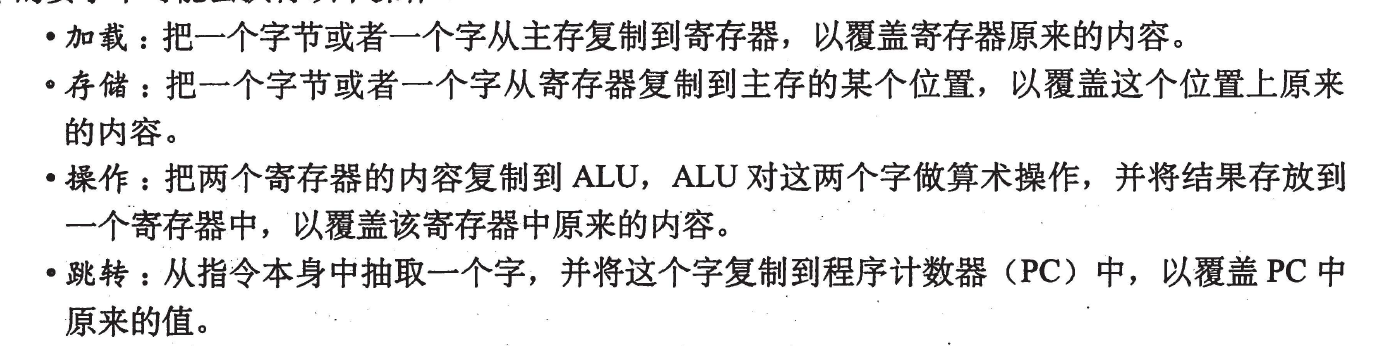 • 加载：把一个字节或者一个字从主存复制到寄存器，以覆盖寄存器原来的内容。
• 存储：把一个字节或者一个字从寄存器复制到主存的某个位置，以覆盖这个位置上原来
的内容。
• 操作：把两个寄存器的内容复制到 ALU，ALU 对这两个字做算术操作，并将结果存放到
一个寄存器中，以覆盖该寄存器中原来的内容。
• 跳转：从指令本身中抽取一个字，并将这个字复制到程序计数器（PC）中，以覆盖 PC 中
原来的值。